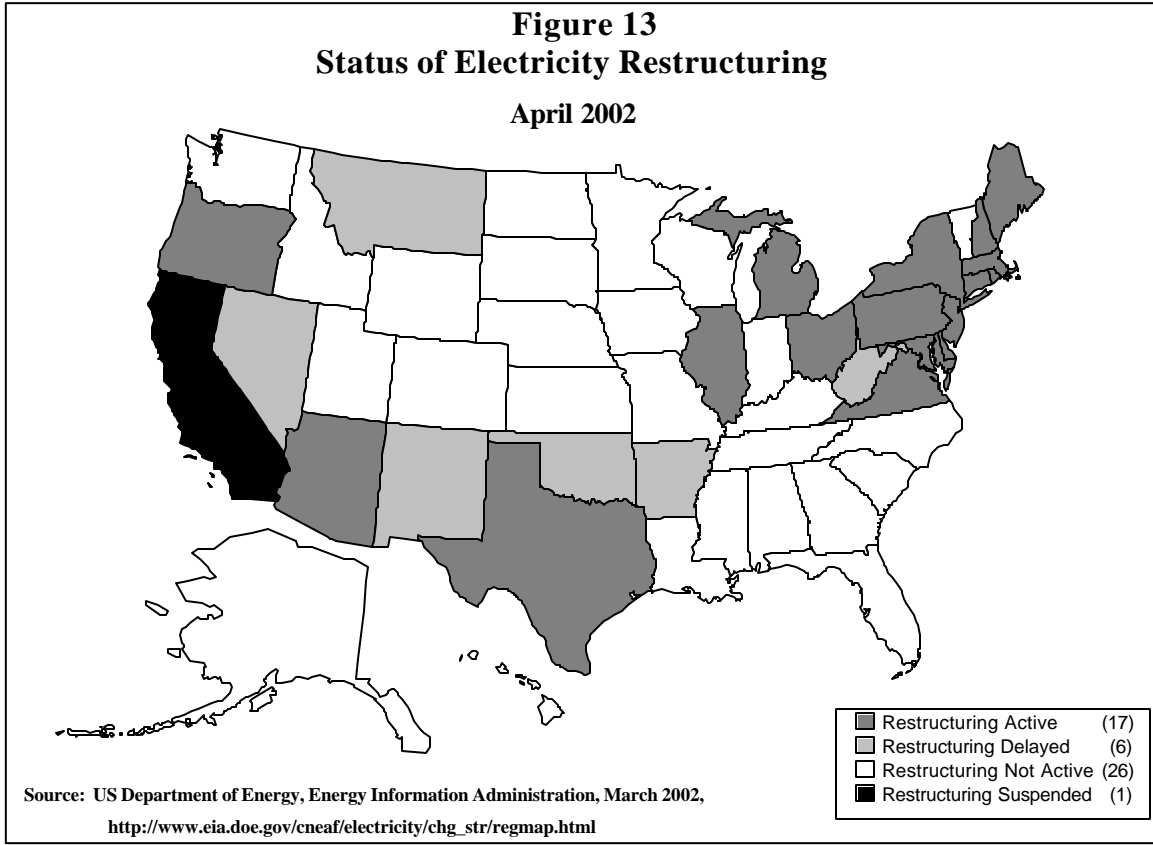 Figure 13
Status of Electricity Restructuring
April 2002
Restructuring Active (17)
Restructuring Delayed (6)
Restructuring Not Active (26)
Restructuring Suspended (1)
Source: US Department of Energy, Energy Information Administration, March 2002,
http://www.eia.doe.gov/cneaf/electricity/chg_str/regmap.html